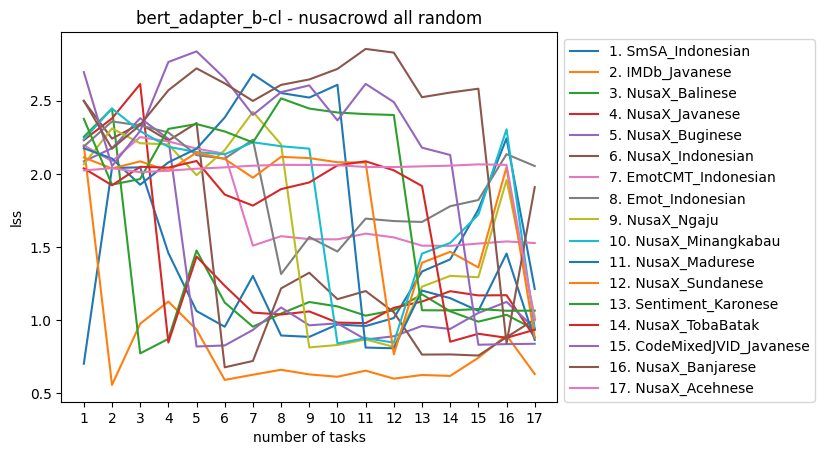 bert_adapter_b-cl - nusacrowd all random
lss
2.5
2.0
1.5
1.0
0.5
1 2 3 4 5 6 7 8 9 10 11 12 13 14 15 16 17
number of tasks
1. SmSA_Indonesian
2. IMDb_Javanese
3. NusaX_Balinese
4. NusaX_Javanese
5. NusaX_Buginese
6. NusaX_Indonesian
7. EmotCMT_Indonesian
8. Emot_Indonesian
9. NusaX_Ngaju
10. NusaX_Minangkabau
11. NusaX_Madurese
12. NusaX_Sundanese
13. Sentiment_Karonese
14. NusaX_TobaBatak
15. CodeMixedJVID_Javanese
16. NusaX_Banjarese
17. NusaX_Acehnese